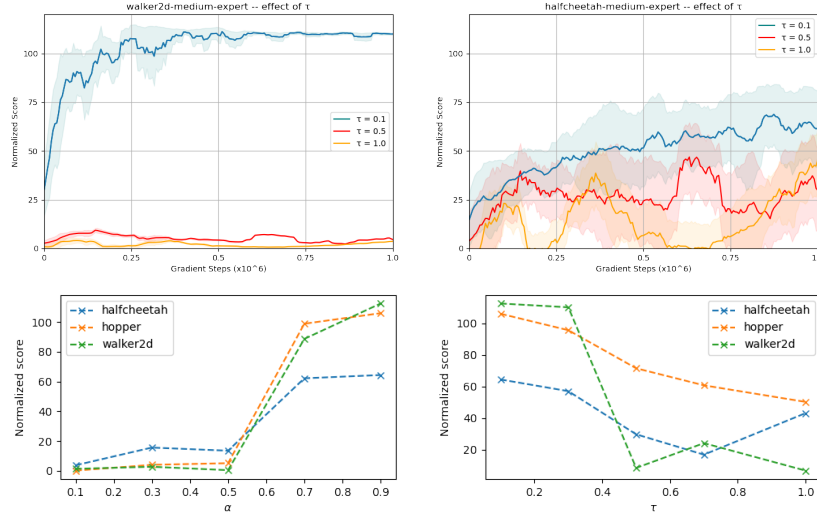 walker2d-medium-expert -- effect of τ
100
75
50
25
0
Normalized Score
τ = 0.1
τ = 0.5
τ = 1.0
0
0.25
0.5
0.75
1.0
Gradient Steps (x10^6)
halfcheetah-medium-expert -- effect of τ
100
75
50
25
0
Normalized Score
τ = 0.1
τ = 0.5
τ = 1.0
0
0.25
0.5
0.75
1.0
Gradient Steps (x10^6)
halfcheetah
hopper
walker2d
100
80
60
40
20
0
Normalized score
0.1 0.2 0.3 0.4 0.5 0.6 0.7 0.8 0.9
α
halfcheetah
hopper
walker2d
100
80
60
40
20
Normalized score
0.2 0.4 0.6 0.8 1.0
τ